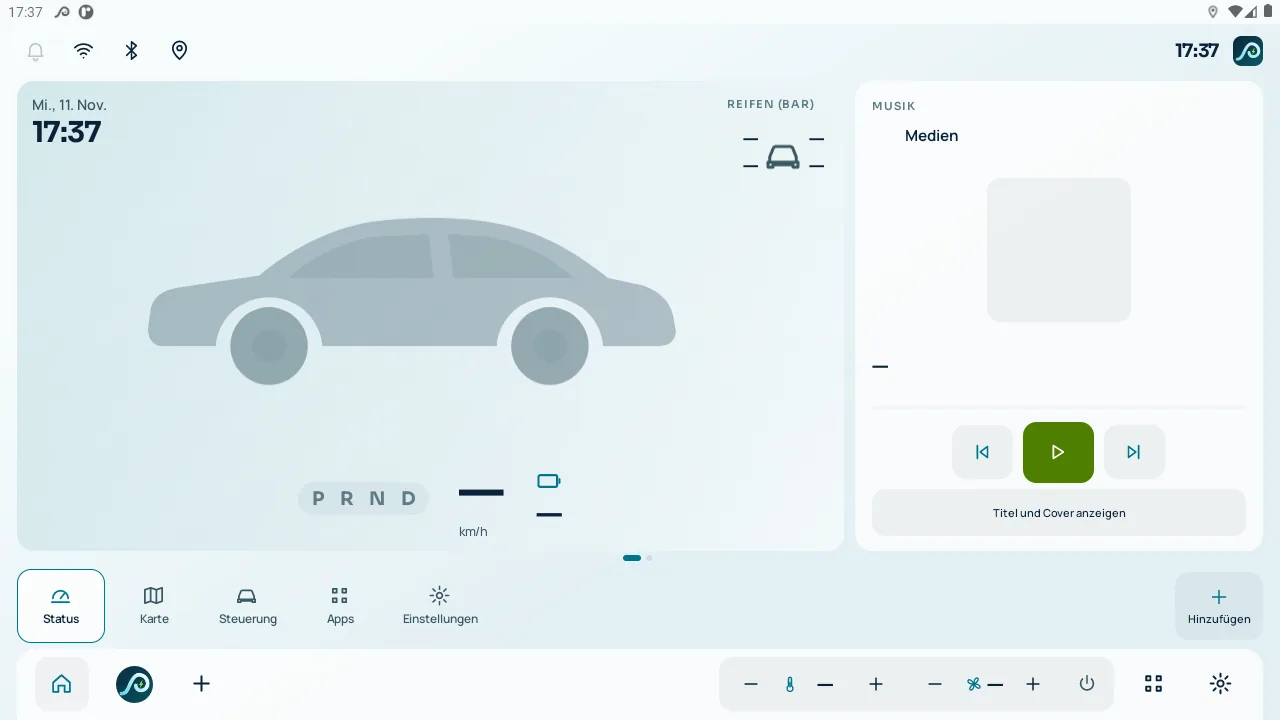 17:37
17:37
Mi., 11. Nov.
17:37
REIFEN (BAR)
— —
— —
P R N D
—
km/h
—
MUSIK
Medien
—
Titel und Cover anzeigen
Status
Karte
Steuerung
Apps
Einstellungen
Hinzufügen
— —